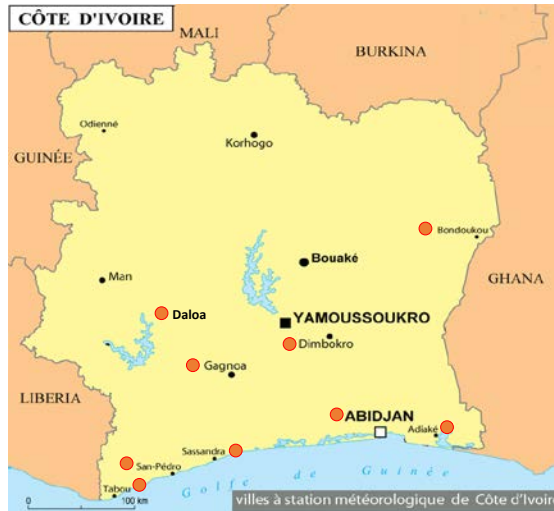 CÔTE D'IVOIRE
MALI
BURKINA
Odienné
Korhogo
GUINÉE
Bondoukou
Bouaké
Man
GHANA
Daloa
YAMOUSSOUKRO
Dimbokro
Gagnoa
LIBERIA
ABIDJAN
Adiaké
Sassandra
San-Pédro
Tabou
Golfe de Guinée
0 100 km
villes à station météorologique de Côte d'Ivoire